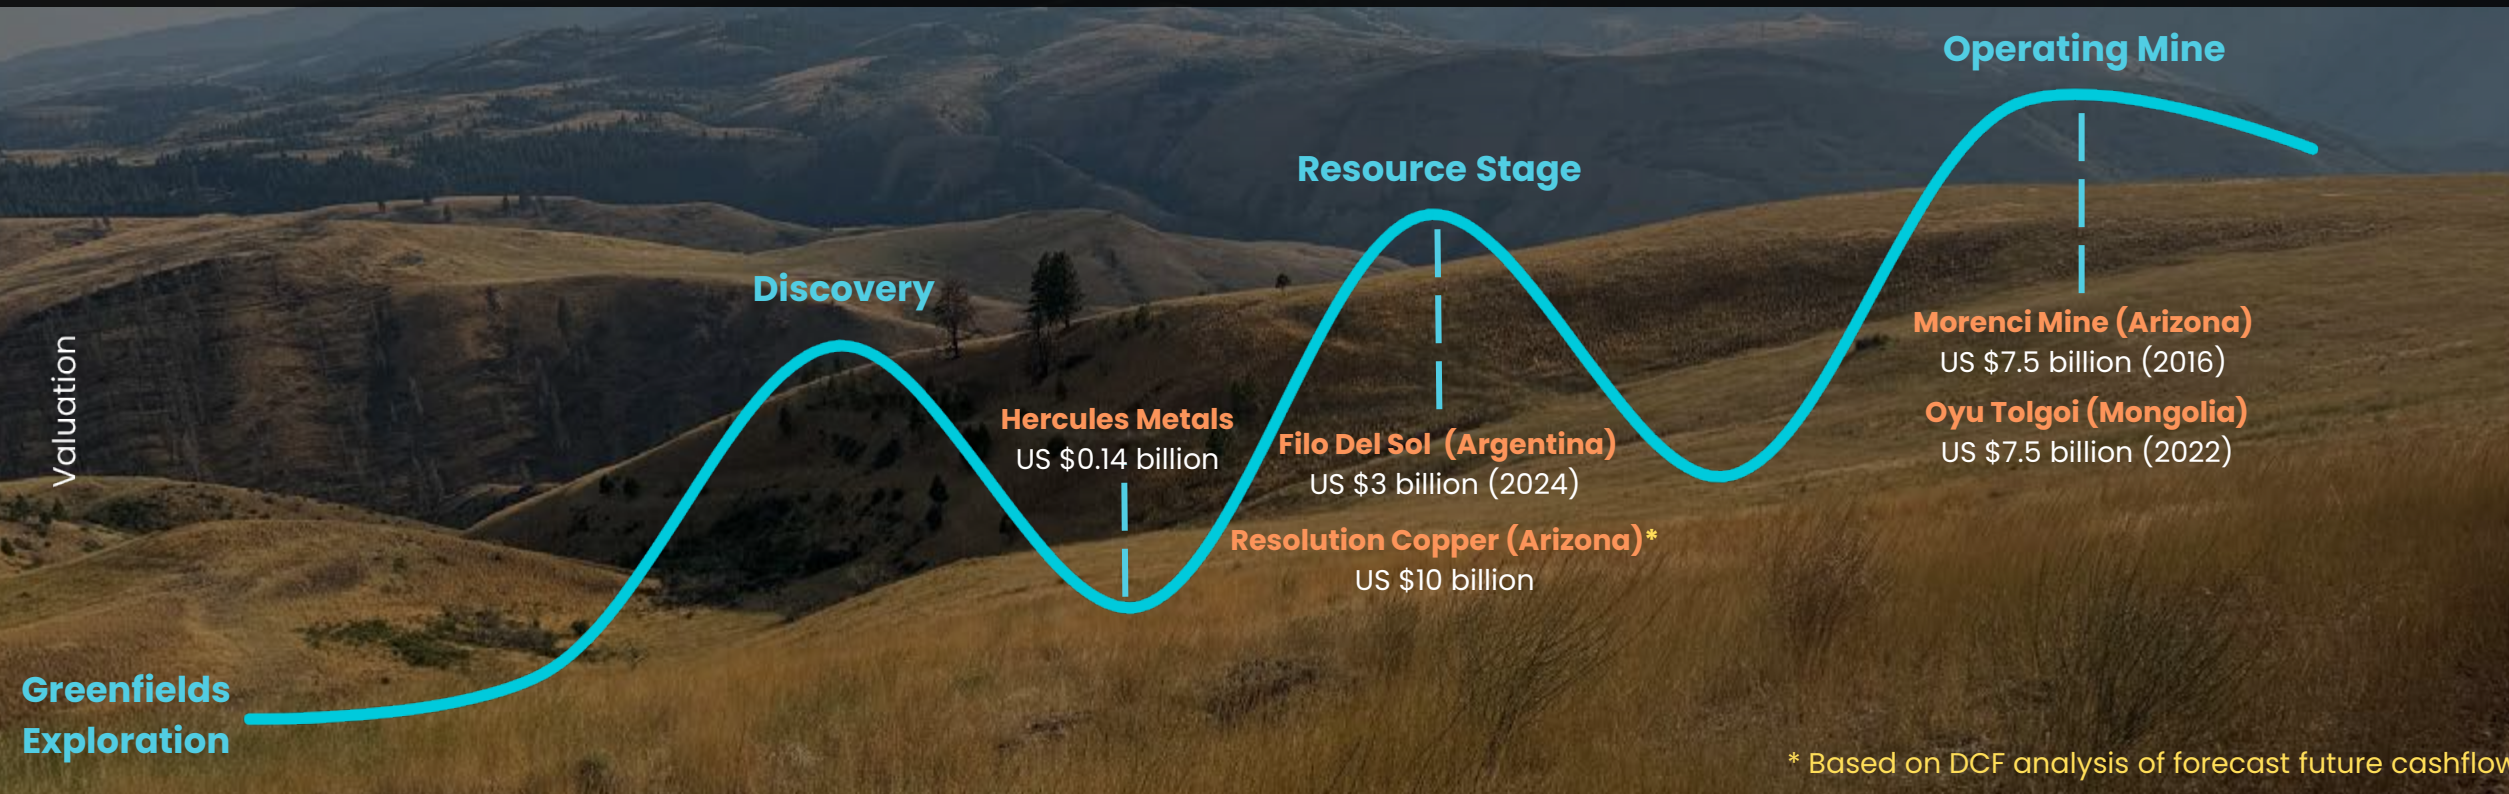 Operating Mine
Resource Stage
Discovery
Valuation
Morenci Mine (Arizona)
US $7.5 billion (2016)
Oyu Tolgoi (Mongolia)
US $7.5 billion (2022)
Hercules Metals
US $0.14 billion
Filo Del Sol (Argentina)
US $3 billion (2024)
Resolution Copper (Arizona)*
US $10 billion
Greenfields
Exploration
* Based on DCF analysis of forecast future cashflow